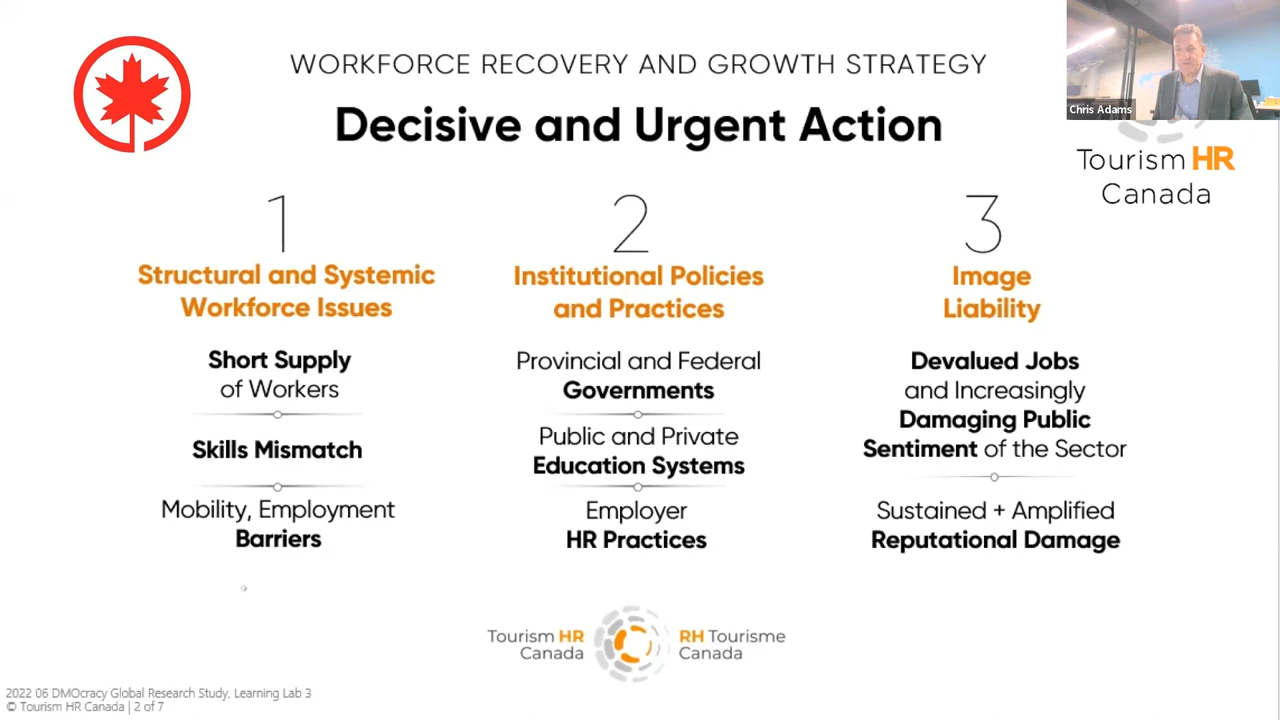 WORKFORCE RECOVERY AND GROWTH STRATEGY
Decisive and Urgent Action
Chris Adams
Tourism HR
Canada
1
Structural and Systemic
Workforce Issues
Short Supply
of Workers
Skills Mismatch
Mobility, Employment
Barriers
2
Institutional Policies
and Practices
Provincial and Federal
Governments
Public and Private
Education Systems
Employer
HR Practices
3
Image
Liability
Devalued Jobs
and Increasingly
Damaging Public
Sentiment of the Sector
Sustained + Amplified
Reputational Damage
Tourism HR
Canada
RH Tourisme
Canada
2022 06 DMOcracy Global Research Study, Learning Lab 3
© Tourism HR Canada | 2 of 7